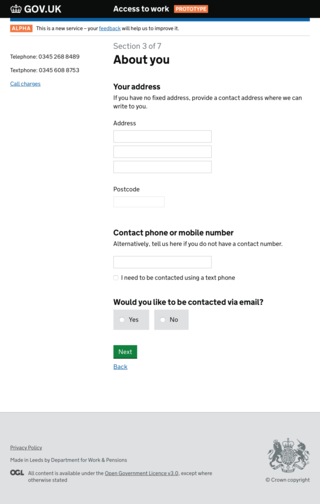 GOV.UK
Access to work PROTOTYPE
ALPHA This is a new service – your feedback will help us to improve it.
Telephone: 0345 268 8489
Textphone: 0345 608 8753
Call charges
Section 3 of 7
About you
Your address
If you have no fixed address, provide a contact address where we can
write to you.
Address
Postcode
Contact phone or mobile number
Alternatively, tell us here if you do not have a contact number.
I need to be contacted using a text phone
Would you like to be contacted via email?
Yes No
Next
Back
Privacy Policy
Made in Leeds by Department for Work & Pensions
OGL All content is available under the Open Government Licence v3.0, except where
otherwise stated
© Crown copyright